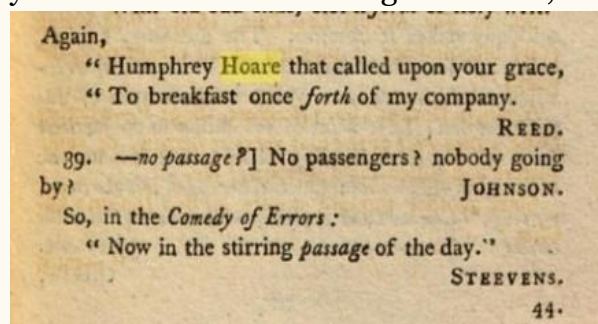 Again,
“ Humphrey Hoare that called upon your grace,
“ To breakfast once forth of my company.
REED.
39. —no passage?] No passengers? nobody going
by?
JOHNSON.
So, in the Comedy of Errors :
“ Now in the stirring passage of the day.”
STEEVENS.
44.